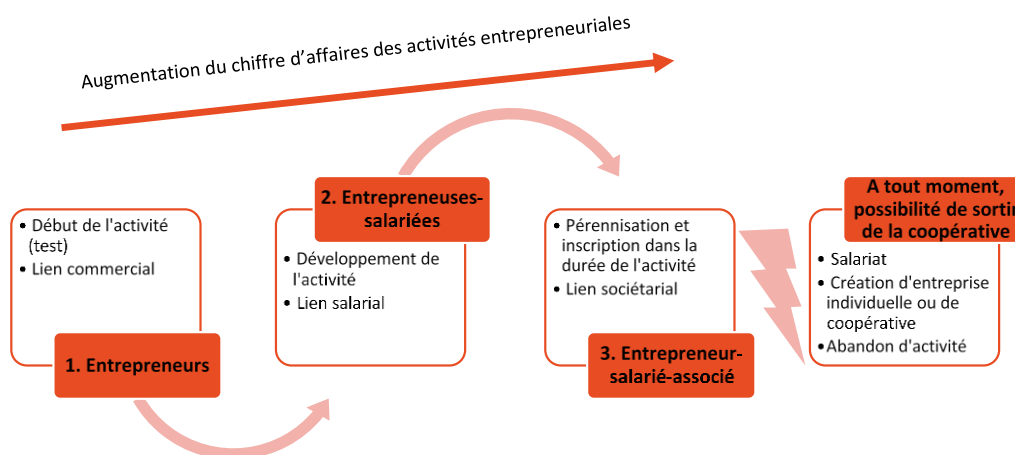 Augmentation du chiffre d'affaires des activités entrepreneuriales
• Début de l'activité
(test)
• Lien commercial
1. Entrepreneurs
2. Entrepreneuses-
salariées
• Développement de
l'activité
• Lien salarial
• Pérennisation et
inscription dans la
durée de l'activité
• Lien sociétarial
3. Entrepreneur-
salarié-associé
A tout moment,
possibilité de sortir
de la coopérative
• Salariat
• Création d'entreprise
individuelle ou de
coopérative
• Abandon d'activité